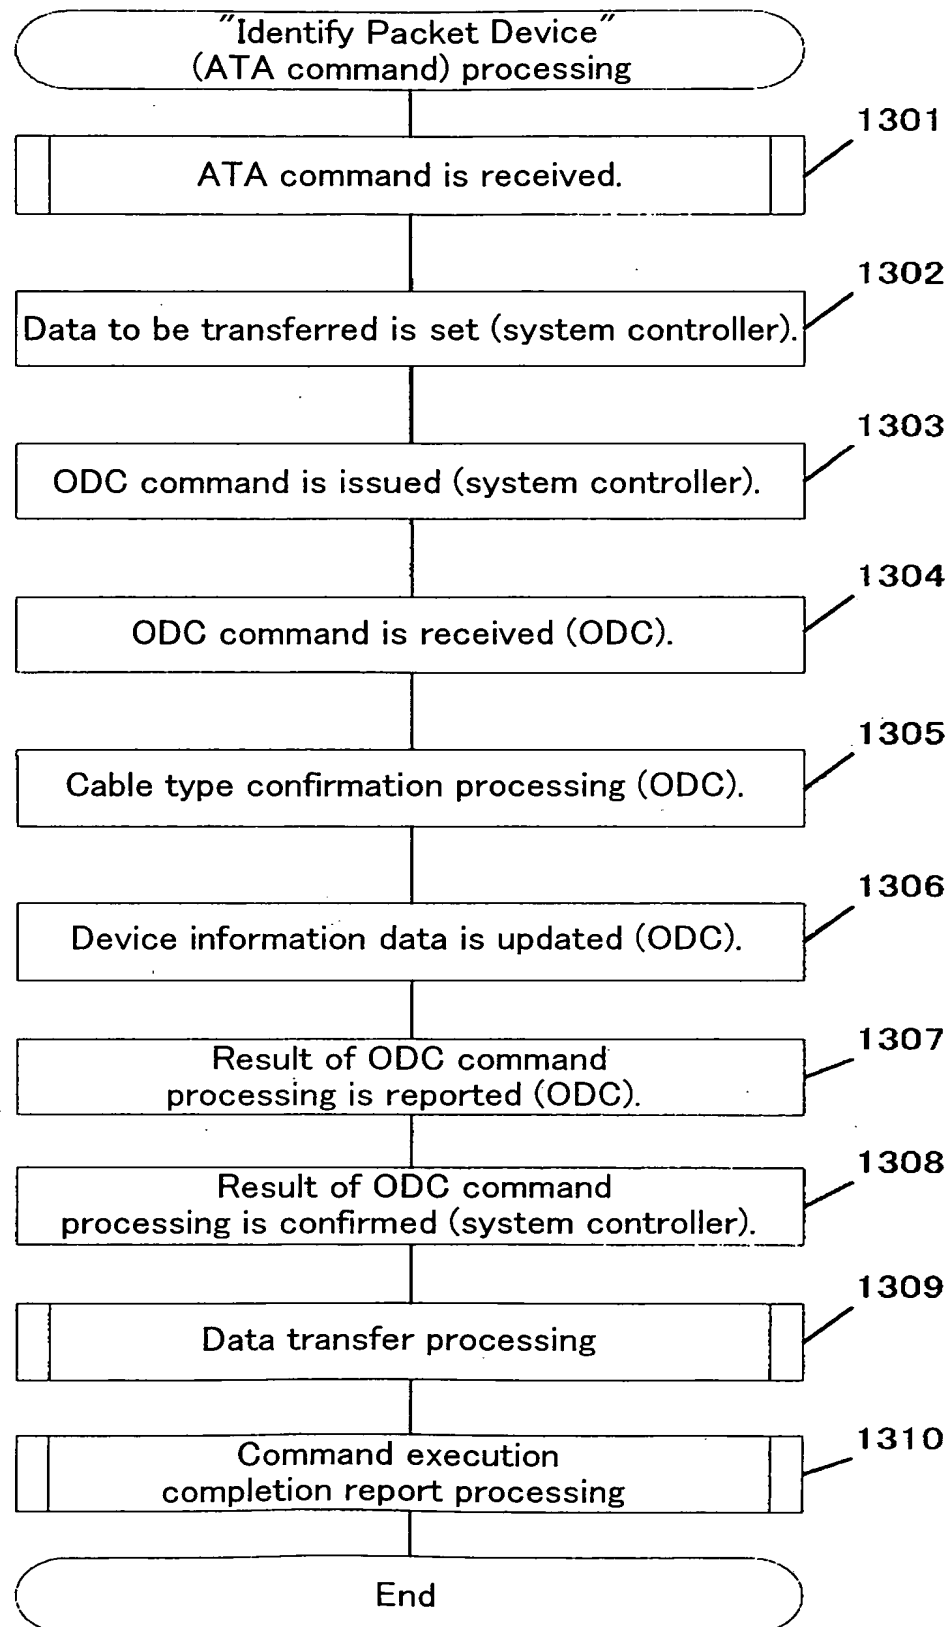 "Identify Packet Device"
(ATA command) processing
1301
ATA command is received.
1302
Data to be transferred is set (system controller).
1303
ODC command is issued (system controller).
1304
ODC command is received (ODC).
1305
Cable type confirmation processing (ODC).
1306
Device information data is updated (ODC).
1307
Result of ODC command
processing is reported (ODC).
1308
Result of ODC command
processing is confirmed (system controller).
1309
Data transfer processing
1310
Command execution
completion report processing
End